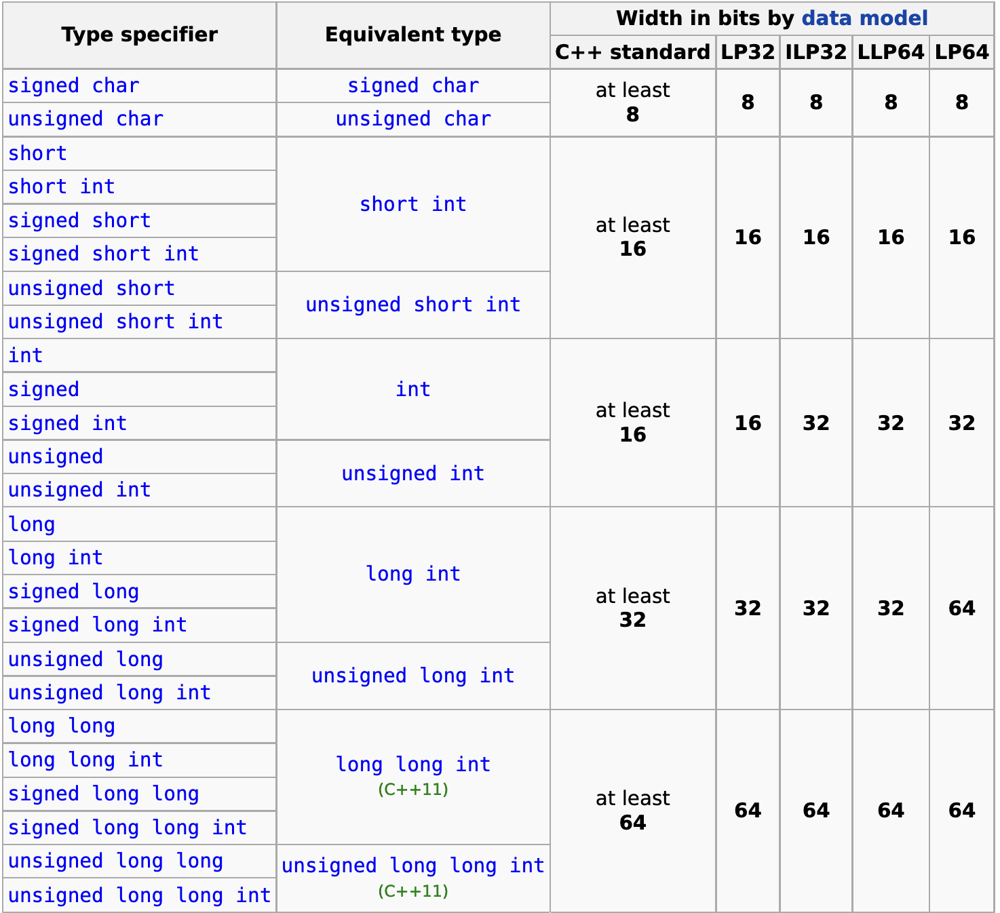 Type specifier
Equivalent type
Width in bits by data model
C++ standard
LP32
ILP32
LLP64
LP64
signed char
signed char
at least
8
8
8
8
8
unsigned char
unsigned char
short
short int
at least
16
16
16
16
16
short int
signed short
signed short int
unsigned short
unsigned short int
unsigned short int
int
int
at least
16
16
32
32
32
signed
signed int
unsigned
unsigned int
unsigned int
long
long int
at least
32
32
32
32
64
long int
signed long
signed long int
unsigned long
unsigned long int
unsigned long int
long long
long long int
(C++11)
at least
64
64
64
64
64
long long int
signed long long
signed long long int
unsigned long long
unsigned long long int
(C++11)
unsigned long long int